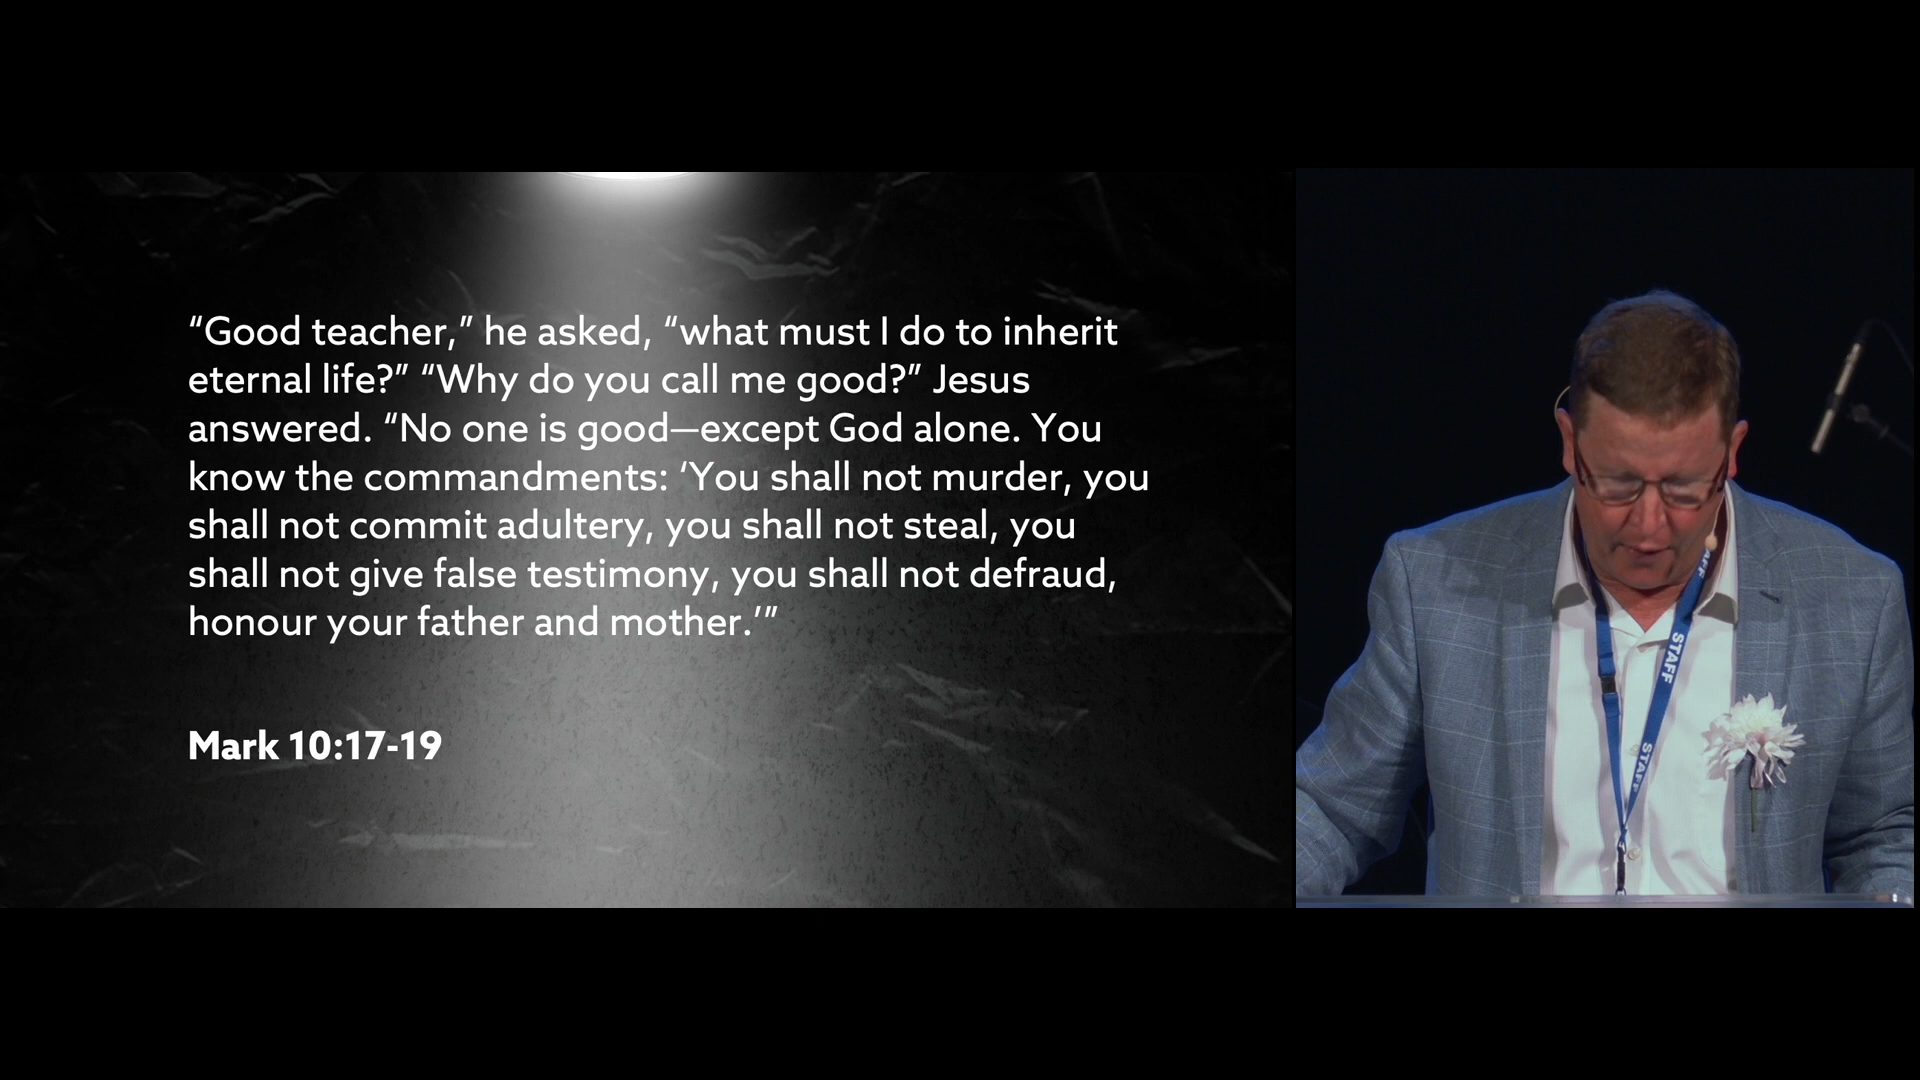 “Good teacher,” he asked, “what must I do to inherit
eternal life?” “Why do you call me good?” Jesus
answered. “No one is good—except God alone. You
know the commandments: ‘You shall not murder, you
shall not commit adultery, you shall not steal, you
shall not give false testimony, you shall not defraud,
honour your father and mother.’”
Mark 10:17-19
STAFF
STAFF